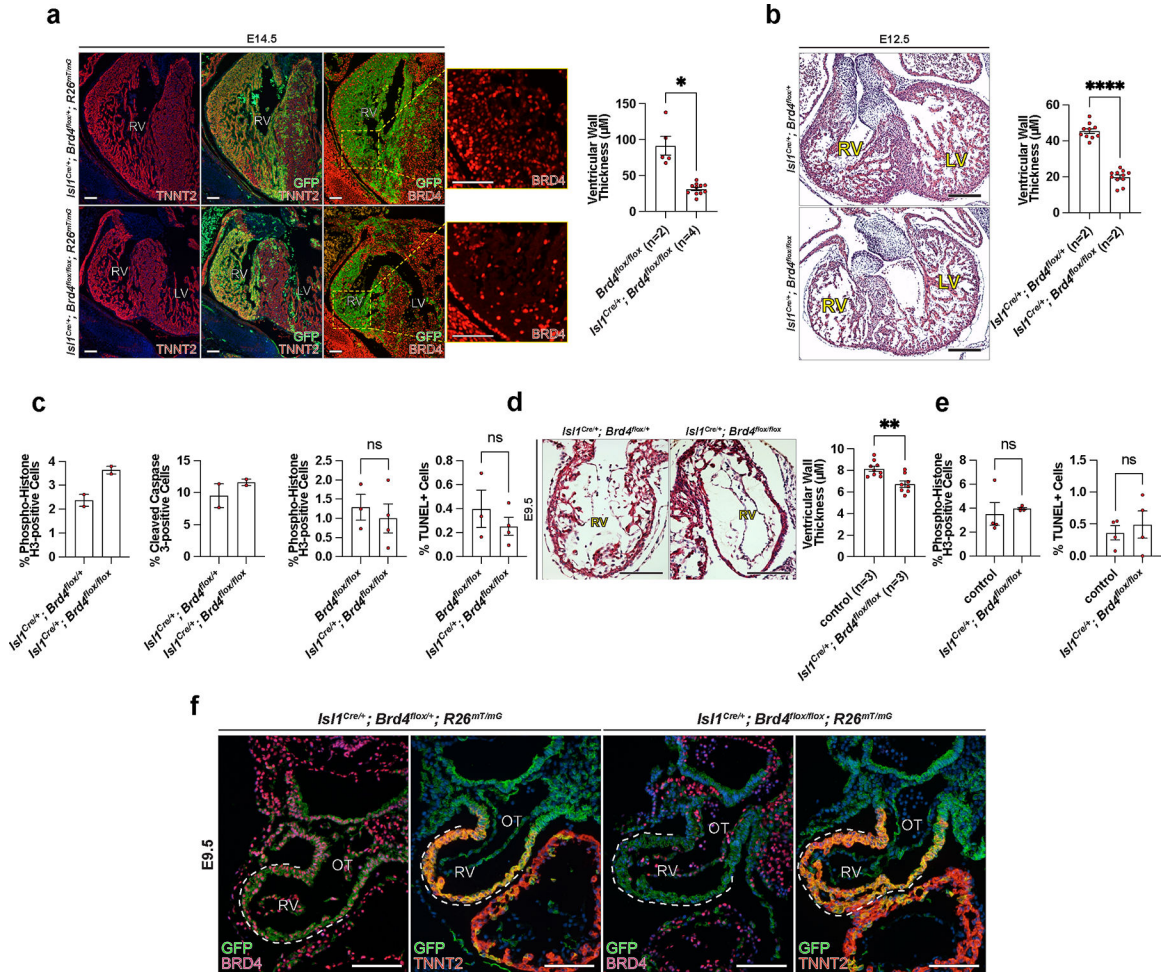 a
E14.5
Isl1Cre/+; Brd4flox/+; R26mT/mG
RV
TNNT2
RV
GFP
TNNT2
GFP
BRD4
BRD4
Isl1Cre/+; Brd4flox/flox; R26mT/mG
RV
LV
TNNT2
RV
GFP
TNNT2
RV
LV
GFP
BRD4
BRD4
Ventricular Wall
Thickness (µM)
150
100
50
0
*
Brd4flox/flox (n=2)
Isl1Cre/+; Brd4flox/flox (n=4)
b
E12.5
Isl1Cre/+; Brd4flox/+
RV
LV
Isl1Cre/+; Brd4flox/flox
RV
LV
Ventricular Wall
Thickness (µM)
60
40
20
0
****
Isl1Cre/+; Brd4flox/+ (n=2)
Isl1Cre/+; Brd4flox/flox (n=2)
c
% Phospho-Histone
H3-positive Cells
4
3
2
1
0
Isl1Cre/+; Brd4flox/+
Isl1Cre/+; Brd4flox/flox
% Cleaved Caspase
3-positive Cells
15
10
5
0
Isl1Cre/+; Brd4flox/+
Isl1Cre/+; Brd4flox/flox
% Phospho-Histone
H3-positive Cells
2.5
2.0
1.5
1.0
0.5
0.0
ns
Brd4flox/flox
Isl1Cre/+; Brd4flox/flox
% TUNEL+ Cells
1.0
0.8
0.6
0.4
0.2
0.0
ns
Brd4flox/flox
Isl1Cre/+; Brd4flox/flox
d
Isl1Cre/+; Brd4flox/+
Isl1Cre/+; Brd4flox/flox
E9.5
RV
RV
Ventricular Wall
Thickness (µM)
10
8
6
4
2
0
**
control (n=3)
Isl1Cre/+; Brd4flox/flox (n=3)
e
% Phospho-Histone
H3-positive Cells
8
6
4
2
0
ns
control
Isl1Cre/+; Brd4flox/flox
% TUNEL+ Cells
1.5
1.0
0.5
0.0
ns
control
Isl1Cre/+; Brd4flox/flox
f
Isl1Cre/+; Brd4flox/+; R26mT/mG
Isl1Cre/+; Brd4flox/flox; R26mT/mG
E9.5
OT
RV
GFP
BRD4
OT
RV
GFP
TNNT2
OT
RV
GFP
BRD4
OT
RV
GFP
TNNT2